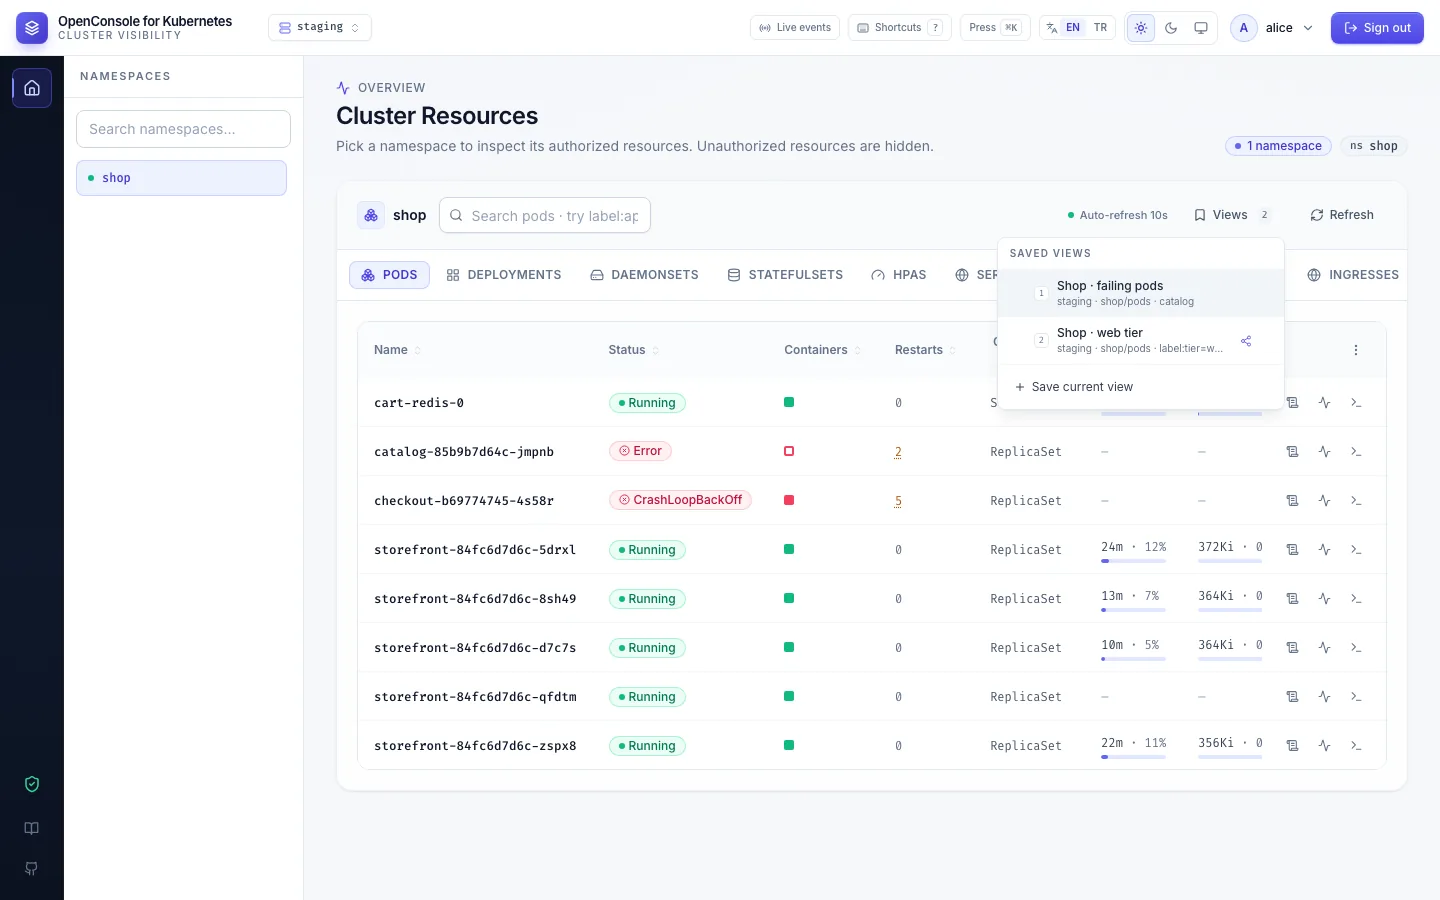 OpenConsole for Kubernetes
CLUSTER VISIBILITY
staging
Live events
Shortcuts ?
Press ⌘K
EN TR
A alice
Sign out
NAMESPACES
Search namespaces...
shop
OVERVIEW
Cluster Resources
Pick a namespace to inspect its authorized resources. Unauthorized resources are hidden.
1 namespace
ns shop
shop
Search pods · try label:ap
Auto-refresh 10s
Views 2
Refresh
PODS DEPLOYMENTS DAEMONSETS STATEFULSETS HPAS SER INGRESSES
SAVED VIEWS
1 Shop · failing pods
staging · shop/pods · catalog
2 Shop · web tier
staging · shop/pods · label:tier=w...
+ Save current view
Name Status Containers Restarts
cart-redis-0 Running 0 S
catalog-85b9b7d64c-jmpnb Error 2 ReplicaSet — —
checkout-b69774745-4s58r CrashLoopBackOff 5 ReplicaSet — —
storefront-84fc6d7d6c-5drxl Running 0 ReplicaSet 24m · 12% 372Ki · 0
storefront-84fc6d7d6c-8sh49 Running 0 ReplicaSet 13m · 7% 364Ki · 0
storefront-84fc6d7d6c-d7c7s Running 0 ReplicaSet 10m · 5% 364Ki · 0
storefront-84fc6d7d6c-qfdtm Running 0 ReplicaSet — —
storefront-84fc6d7d6c-zspx8 Running 0 ReplicaSet 22m · 11% 356Ki · 0